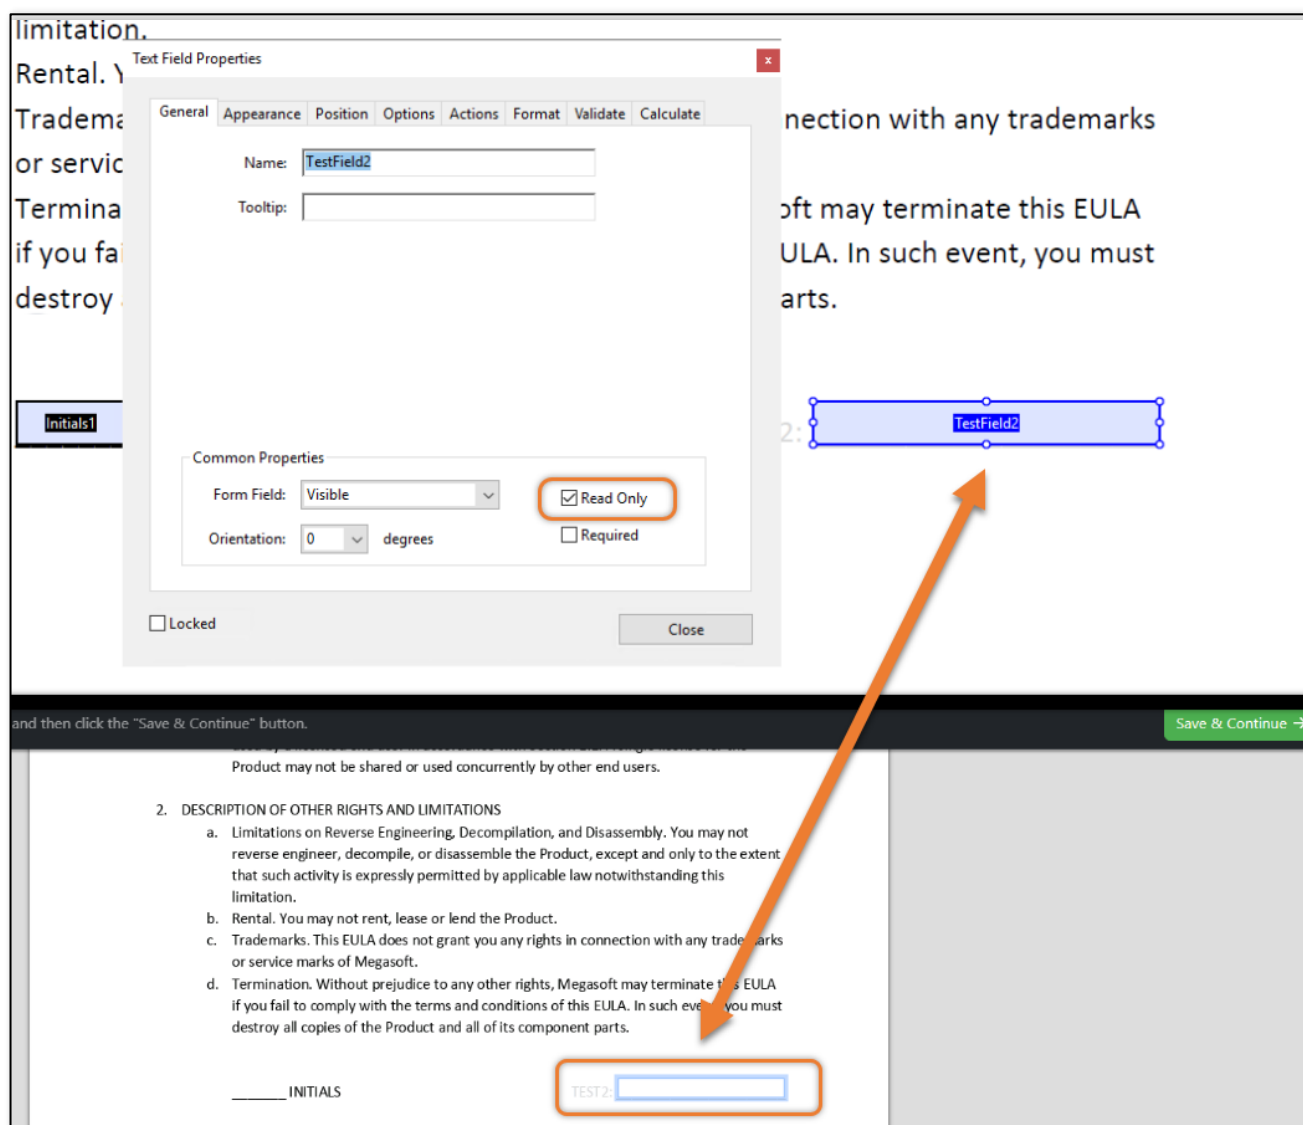 limitation.
Text Field Properties
x
Rental. Y
General Appearance Position Options Actions Format Validate Calculate
Tradema
nection with any trademarks
Name: TestField2
or servic
Tooltip:
Termina
oft may terminate this EULA
if you fai
ULA. In such event, you must
destroy
arts.
Initials1
2: TestField2
Common Properties
Form Field: Visible
Read Only
Orientation: 0 degrees
Required
Locked
Close
and then click the "Save & Continue" button.
Save & Continue →
Product may not be shared or used concurrently by other end users.
2. DESCRIPTION OF OTHER RIGHTS AND LIMITATIONS
a. Limitations on Reverse Engineering, Decompilation, and Disassembly. You may not
reverse engineer, decompile, or disassemble the Product, except and only to the extent
that such activity is expressly permitted by applicable law notwithstanding this
limitation.
b. Rental. You may not rent, lease or lend the Product.
c. Trademarks. This EULA does not grant you any rights in connection with any trademarks
or service marks of Megasoft.
d. Termination. Without prejudice to any other rights, Megasoft may terminate this EULA
if you fail to comply with the terms and conditions of this EULA. In such event, you must
destroy all copies of the Product and all of its component parts.
_______ INITIALS
TEST2: